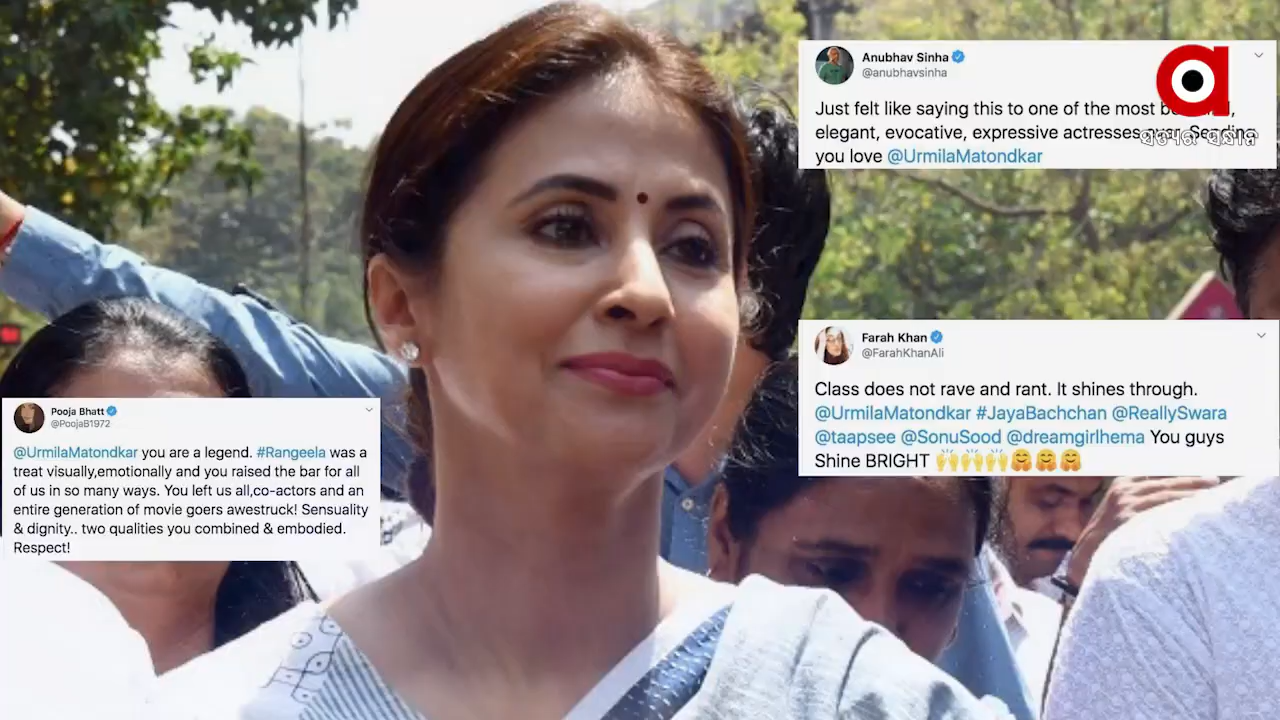 Anubhav Sinha
@anubhavsinha
Just felt like saying this to one of the most
elegant, evocative, expressive actresses
you love @UrmilaMatondkar
Farah Khan
@FarahKhanAli
Class does not rave and rant. It shines through.
@UrmilaMatondkar #JayaBachchan @ReallySwara
@taapsee @SonuSood @dreamgirlhema You guys
Shine BRIGHT 🙌🙌🙌🤗🤗🤗
Pooja Bhatt
@PoojaB1972
@UrmilaMatondkar you are a legend. #Rangeela was a
treat visually,emotionally and you raised the bar for all
of us in so many ways. You left us all,co-actors and an
entire generation of movie goers awestruck! Sensuality
& dignity.. two qualities you combined & embodied.
Respect!